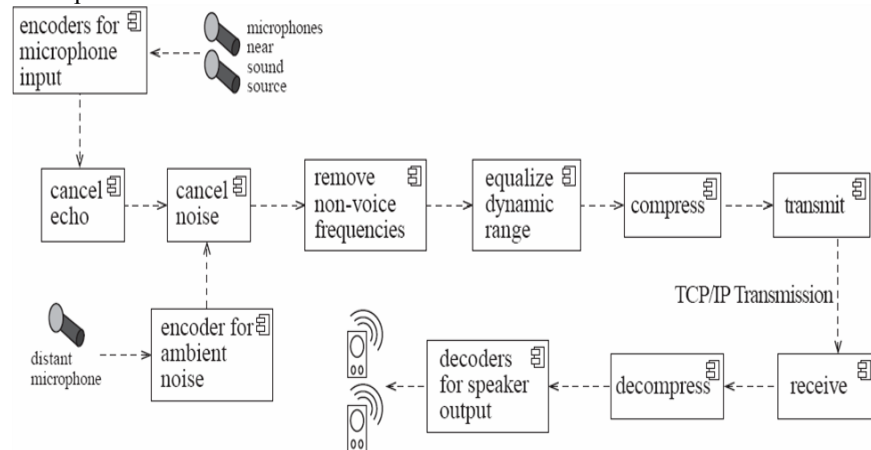 encoders for
microphone
input
microphones
near
sound
source
cancel
echo
cancel
noise
remove
non-voice
frequencies
equalize
dynamic
range
compress
transmit
TCP/IP Transmission
distant
microphone
encoder for
ambient
noise
decoders
for speaker
output
decompress
receive